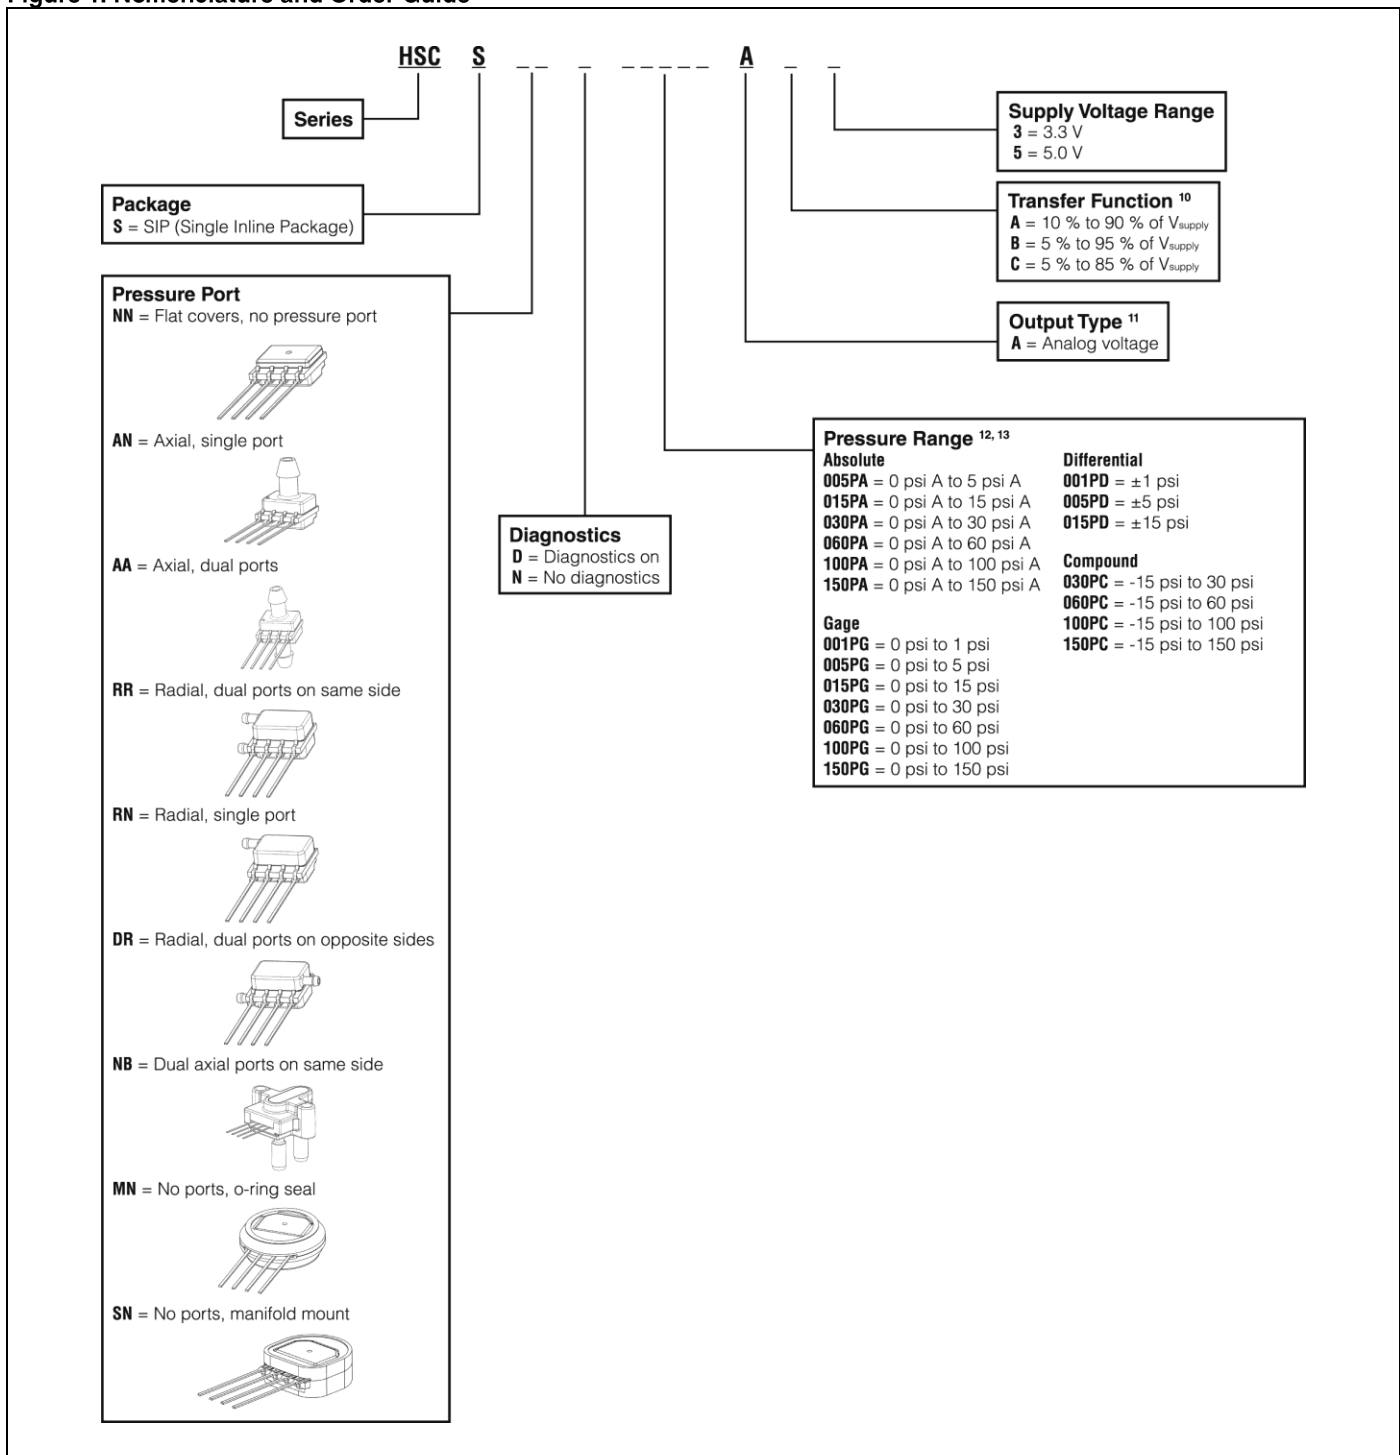 Figure 1. Nomenclature and Order Guide
HSC S _ _ _ _ _ _ _ _ A _ _
Series
Package
S = SIP (Single Inline Package)
Pressure Port
NN = Flat covers, no pressure port
AN = Axial, single port
AA = Axial, dual ports
RR = Radial, dual ports on same side
RN = Radial, single port
DR = Radial, dual ports on opposite sides
NB = Dual axial ports on same side
MN = No ports, o-ring seal
SN = No ports, manifold mount
Diagnostics
D = Diagnostics on
N = No diagnostics
Supply Voltage Range
3 = 3.3 V
5 = 5.0 V
Transfer Function 10
A = 10 % to 90 % of Vsupply
B = 5 % to 95 % of Vsupply
C = 5 % to 85 % of Vsupply
Output Type 11
A = Analog voltage
Pressure Range 12, 13
Absolute
005PA = 0 psi A to 5 psi A
015PA = 0 psi A to 15 psi A
030PA = 0 psi A to 30 psi A
060PA = 0 psi A to 60 psi A
100PA = 0 psi A to 100 psi A
150PA = 0 psi A to 150 psi A
Gage
001PG = 0 psi to 1 psi
005PG = 0 psi to 5 psi
015PG = 0 psi to 15 psi
030PG = 0 psi to 30 psi
060PG = 0 psi to 60 psi
100PG = 0 psi to 100 psi
150PG = 0 psi to 150 psi
Differential
001PD = ±1 psi
005PD = ±5 psi
015PD = ±15 psi
Compound
030PC = -15 psi to 30 psi
060PC = -15 psi to 60 psi
100PC = -15 psi to 100 psi
150PC = -15 psi to 150 psi